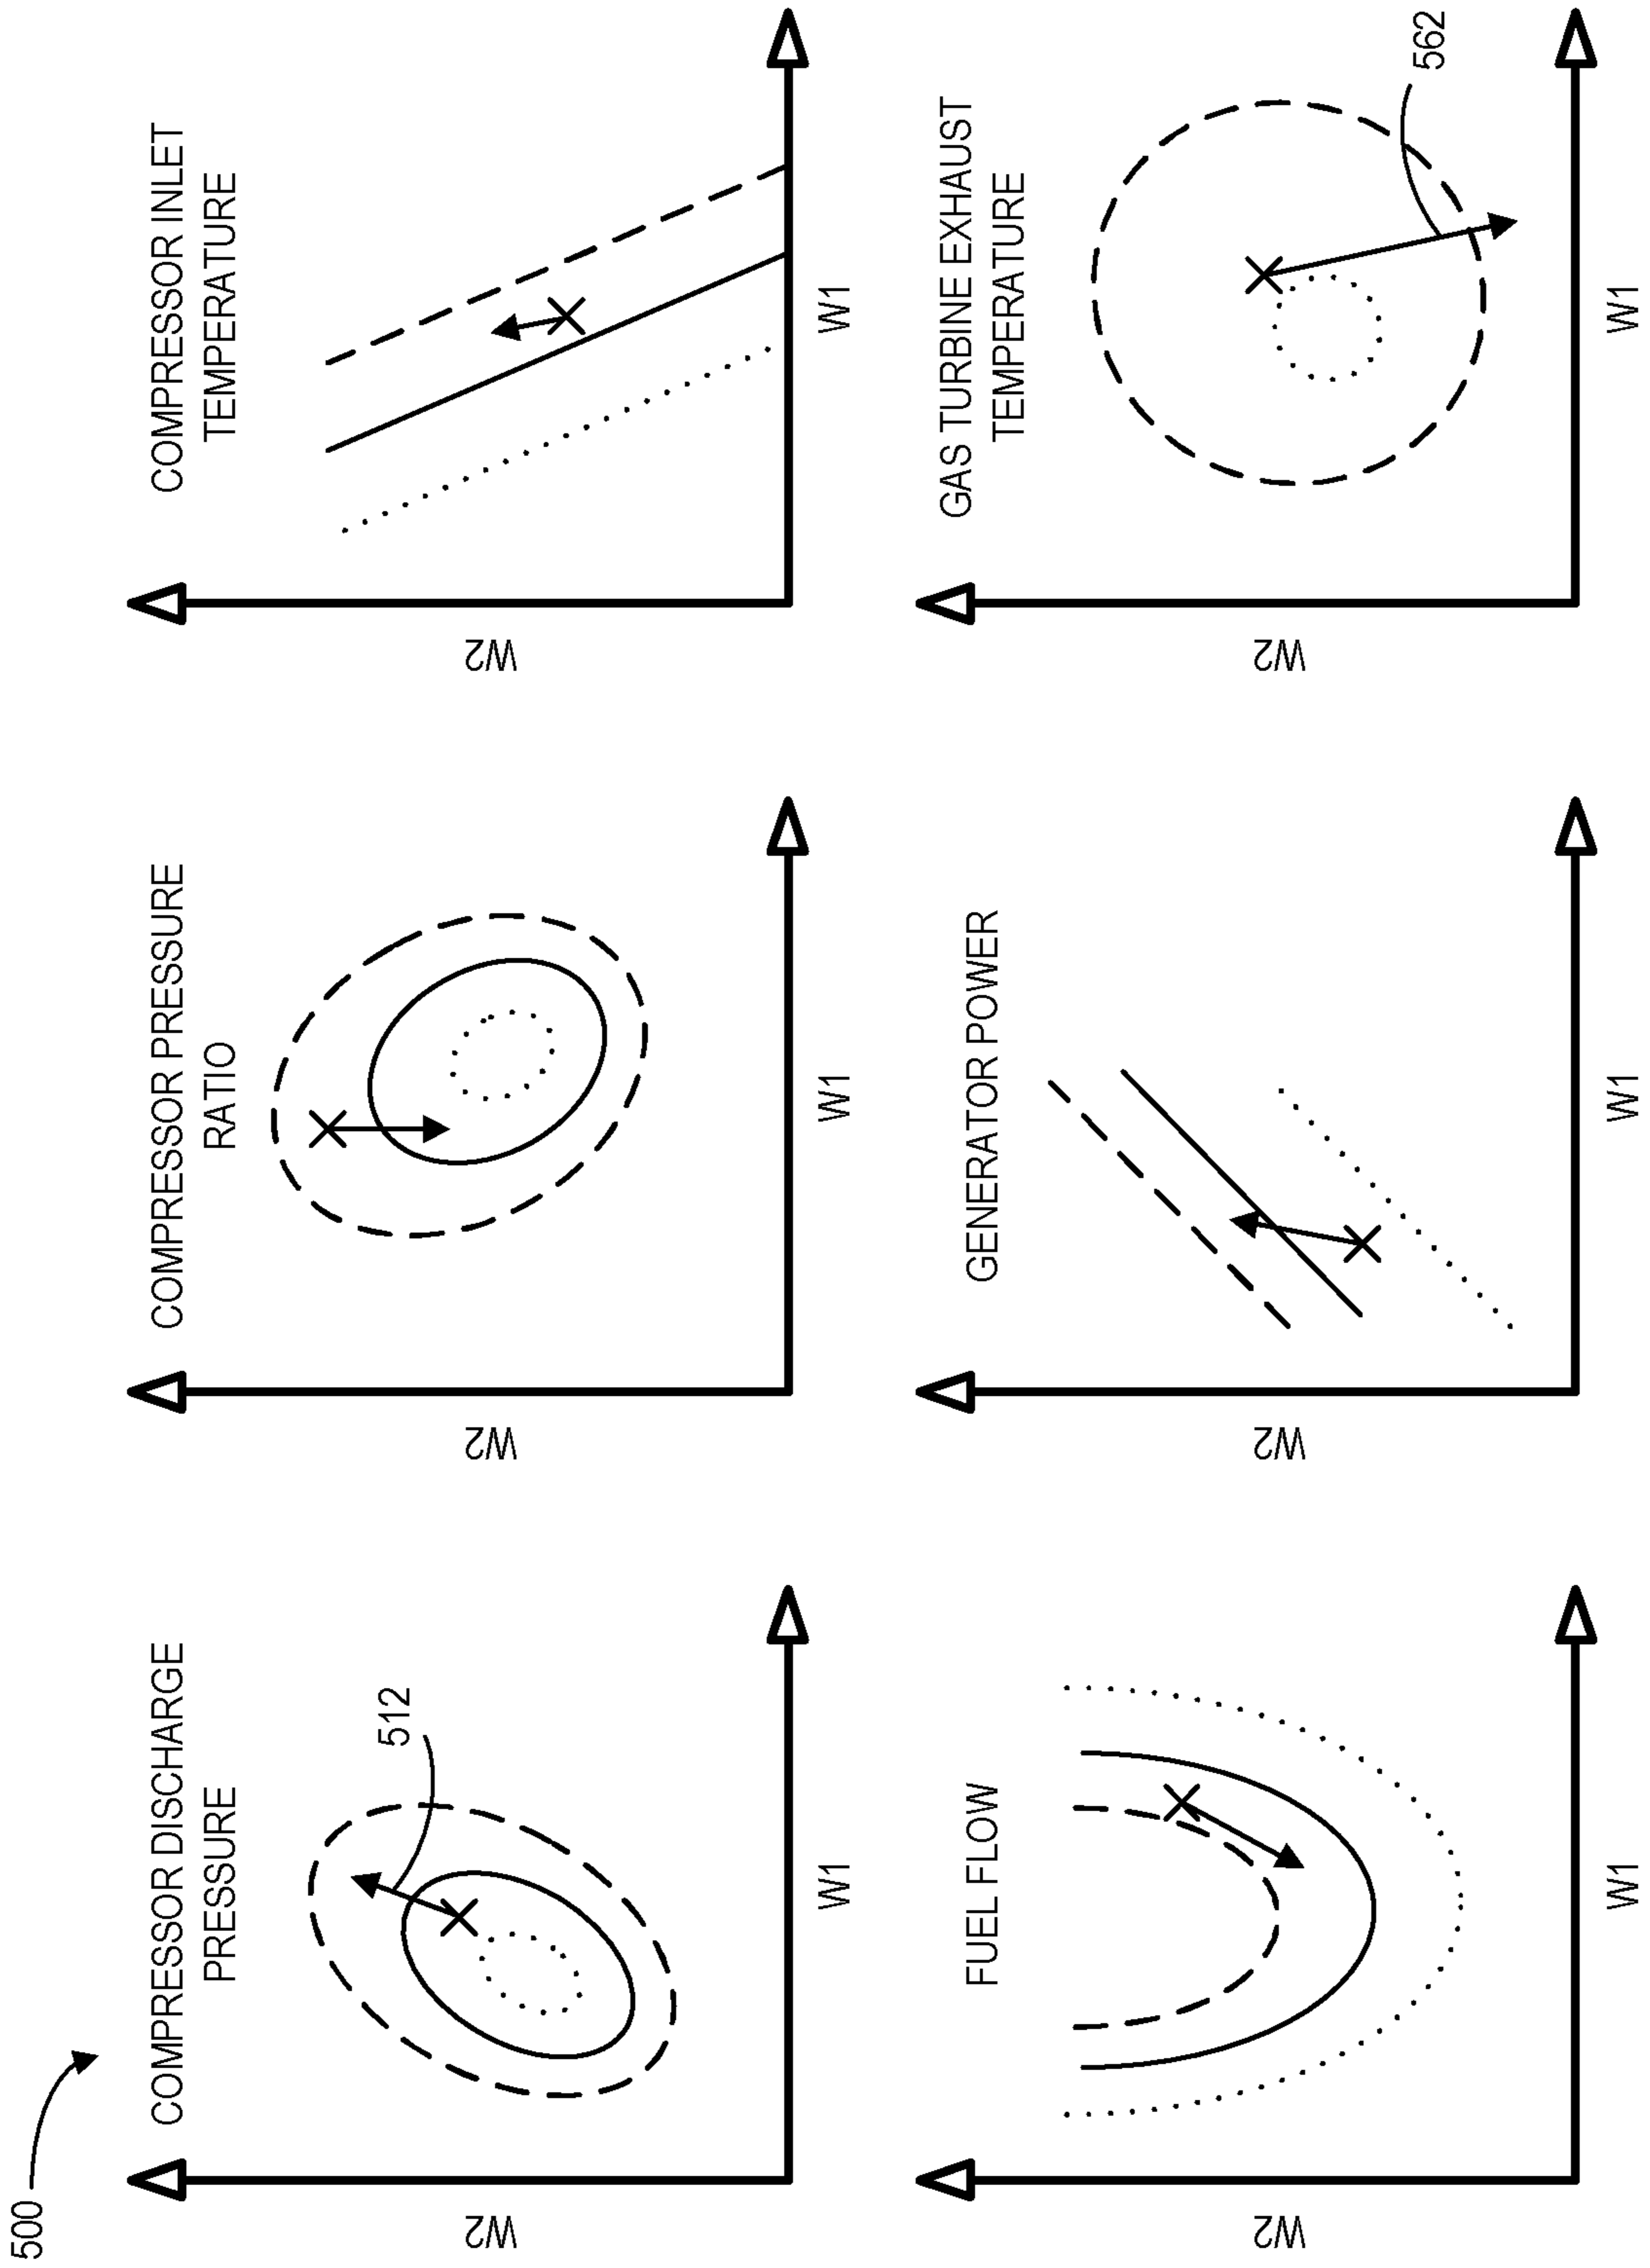 500
COMPRESSOR DISCHARGE
PRESSURE
512
W2
W1
COMPRESSOR PRESSURE
RATIO
W2
W1
COMPRESSOR INLET
TEMPERATURE
W2
W1
FUEL FLOW
W2
W1
GENERATOR POWER
W2
W1
GAS TURBINE EXHAUST
TEMPERATURE
562
W2
W1